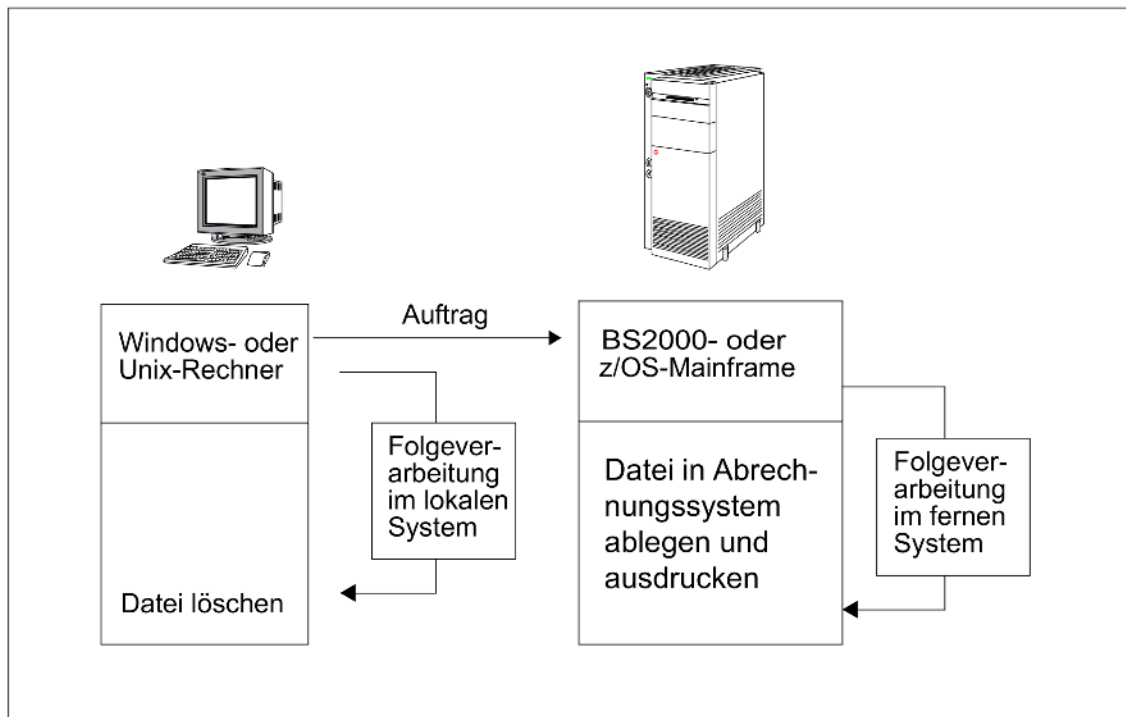 Auftrag
Windows- oder
Unix-Rechner
BS2000- oder
z/OS-Mainframe
Folgever-
arbeitung
im lokalen
System
Datei löschen
Datei in Abrech-
nungssystem
ablegen und
ausdrucken
Folgever-
arbeitung
im fernen
System